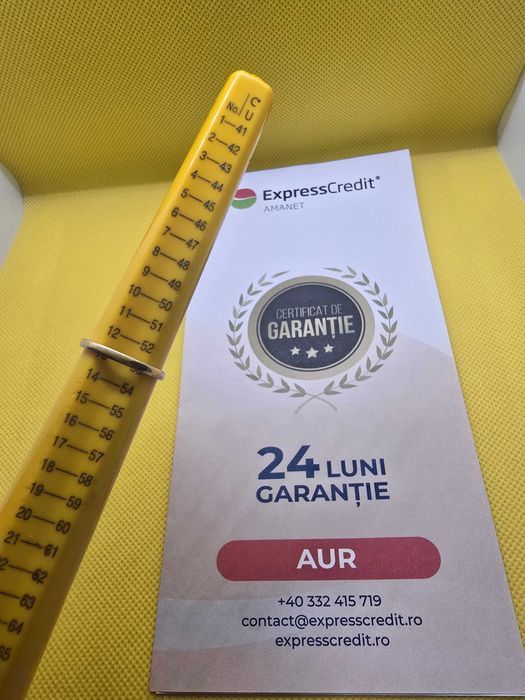 No. CU
1—41
2—42
3—43
4—44
5—45
6—46
7—47
8—48
9—49
10—50
11—51
12—52
14—54
15—55
16—56
17—57
18—58
19—59
20—60
21—61
62
63
64
65
ExpressCredit®
AMANET
CERTIFICAT DE
GARANȚIE
24 LUNI
GARANȚIE
AUR
+40 332 415 719
contact@expresscredit.ro
expresscredit.ro